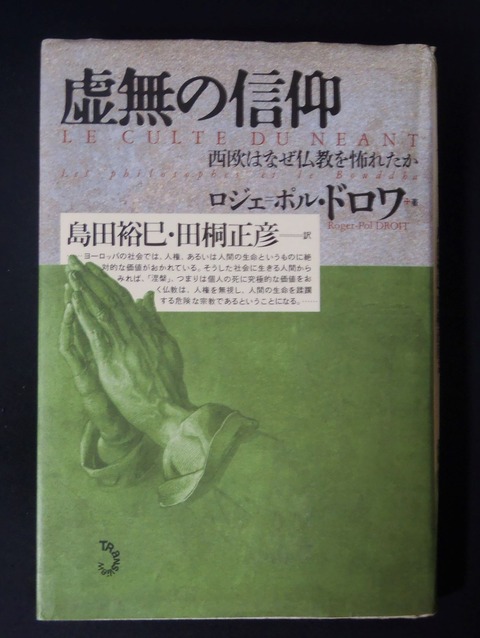 虚無の信仰
LE CULTE DU NEANT
西欧はなぜ仏教を怖れたか
Les philosophes et le Bouddha
ロジェ=ポル・ドロワ 著
Roger-Pol DROIT
島田裕巳・田桐正彦――訳
――ヨーロッパの社会では、人権、あるいは人間の生命というものに絶
対的な価値がおかれている。そうした社会に生きる人間から
みれば、「涅槃」、つまりは個人の死に究極的な価値をお
く仏教は、人権を無視し、人間の生命を蹂躙
する危険な宗教であるということになる。――
TRANS
VIEW